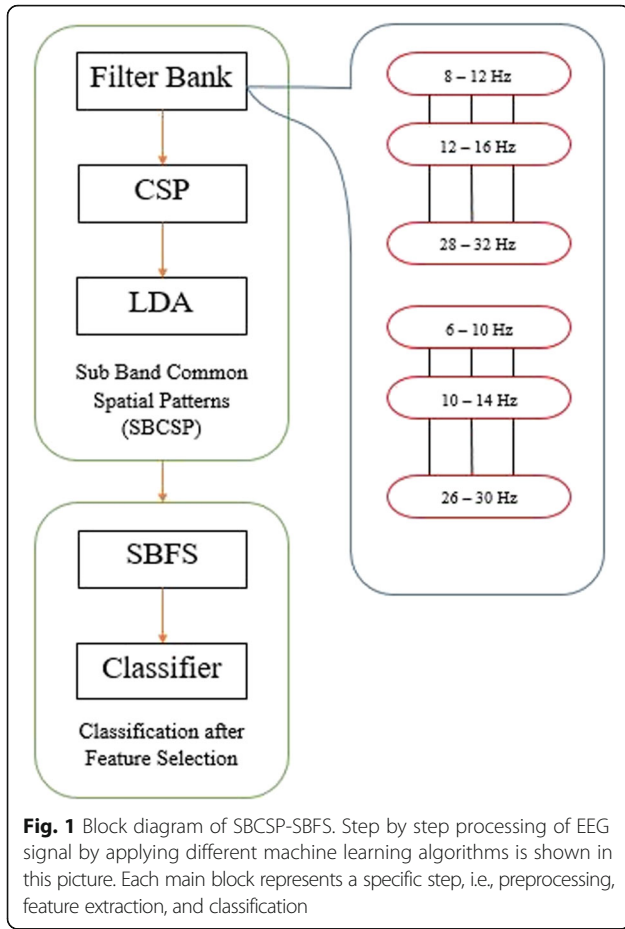 Filter Bank
CSP
LDA
Sub Band Common
Spatial Patterns
(SBCSP)
SBFS
Classifier
Classification after
Feature Selection
8 – 12 Hz
12 – 16 Hz
28 – 32 Hz
6 – 10 Hz
10 – 14 Hz
26 – 30 Hz
Fig. 1 Block diagram of SBCSP-SBFS. Step by step processing of EEG
signal by applying different machine learning algorithms is shown in
this picture. Each main block represents a specific step, i.e., preprocessing,
feature extraction, and classification